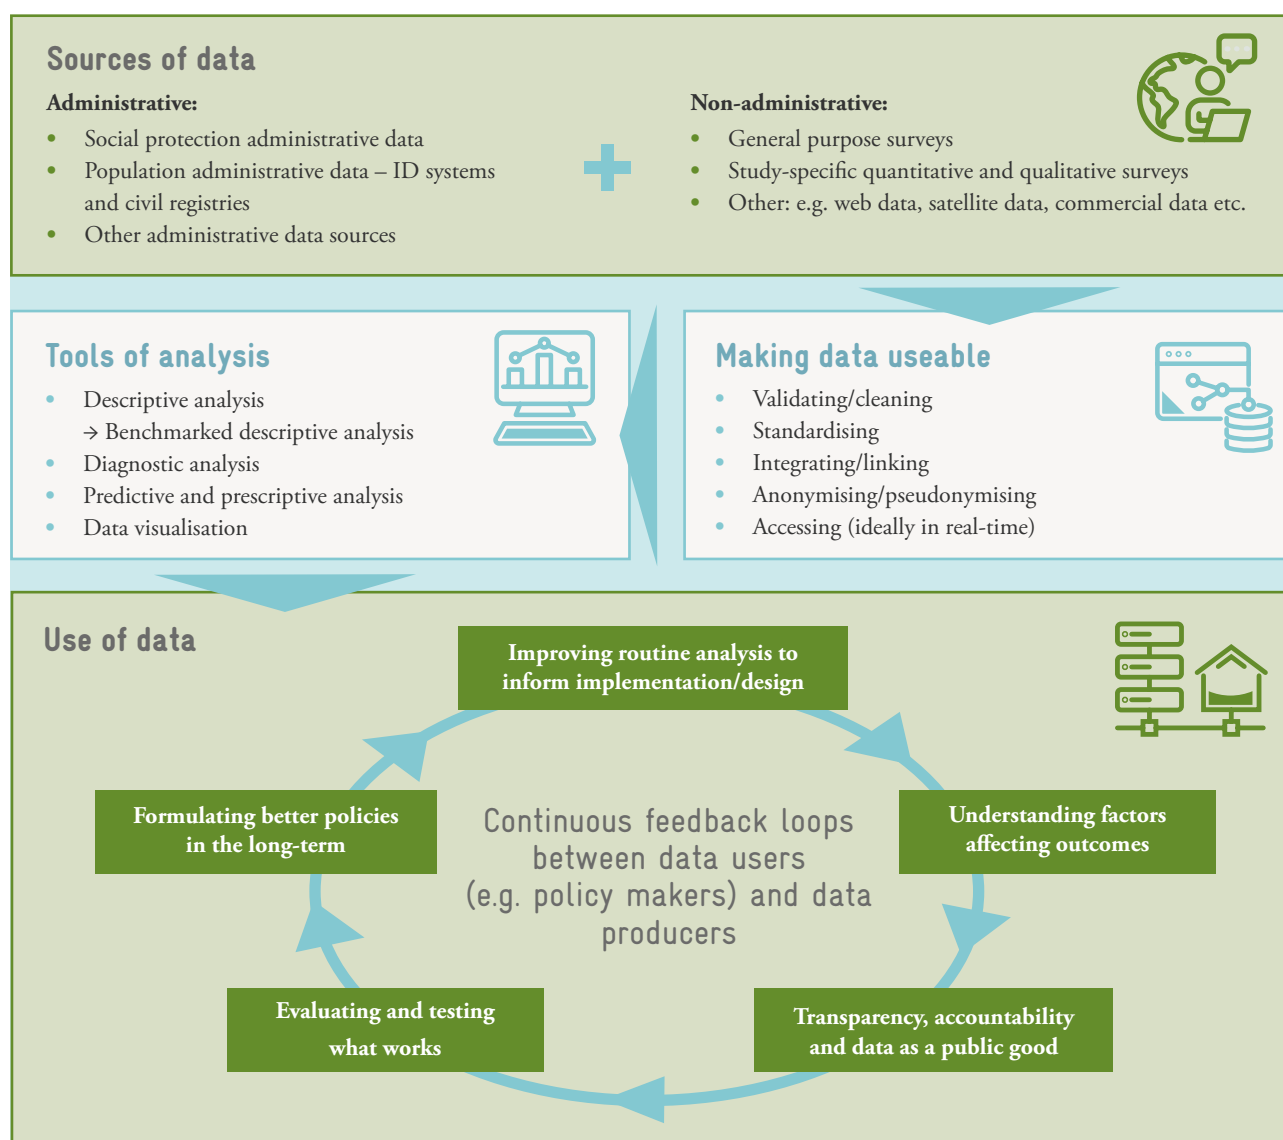 Sources of data
Administrative:
• Social protection administrative data
• Population administrative data – ID systems
and civil registries
• Other administrative data sources
Non-administrative:
• General purpose surveys
• Study-specific quantitative and qualitative surveys
• Other: e.g. web data, satellite data, commercial data etc.
Tools of analysis
• Descriptive analysis
→ Benchmarked descriptive analysis
• Diagnostic analysis
• Predictive and prescriptive analysis
• Data visualisation
Making data useable
• Validating/cleaning
• Standardising
• Integrating/linking
• Anonymising/pseudonymising
• Accessing (ideally in real-time)
Use of data
Improving routine analysis to
inform implementation/design
Understanding factors
affecting outcomes
Transparency, accountability
and data as a public good
Evaluating and testing
what works
Formulating better policies
in the long-term
Continuous feedback loops
between data users
(e.g. policy makers) and data
producers